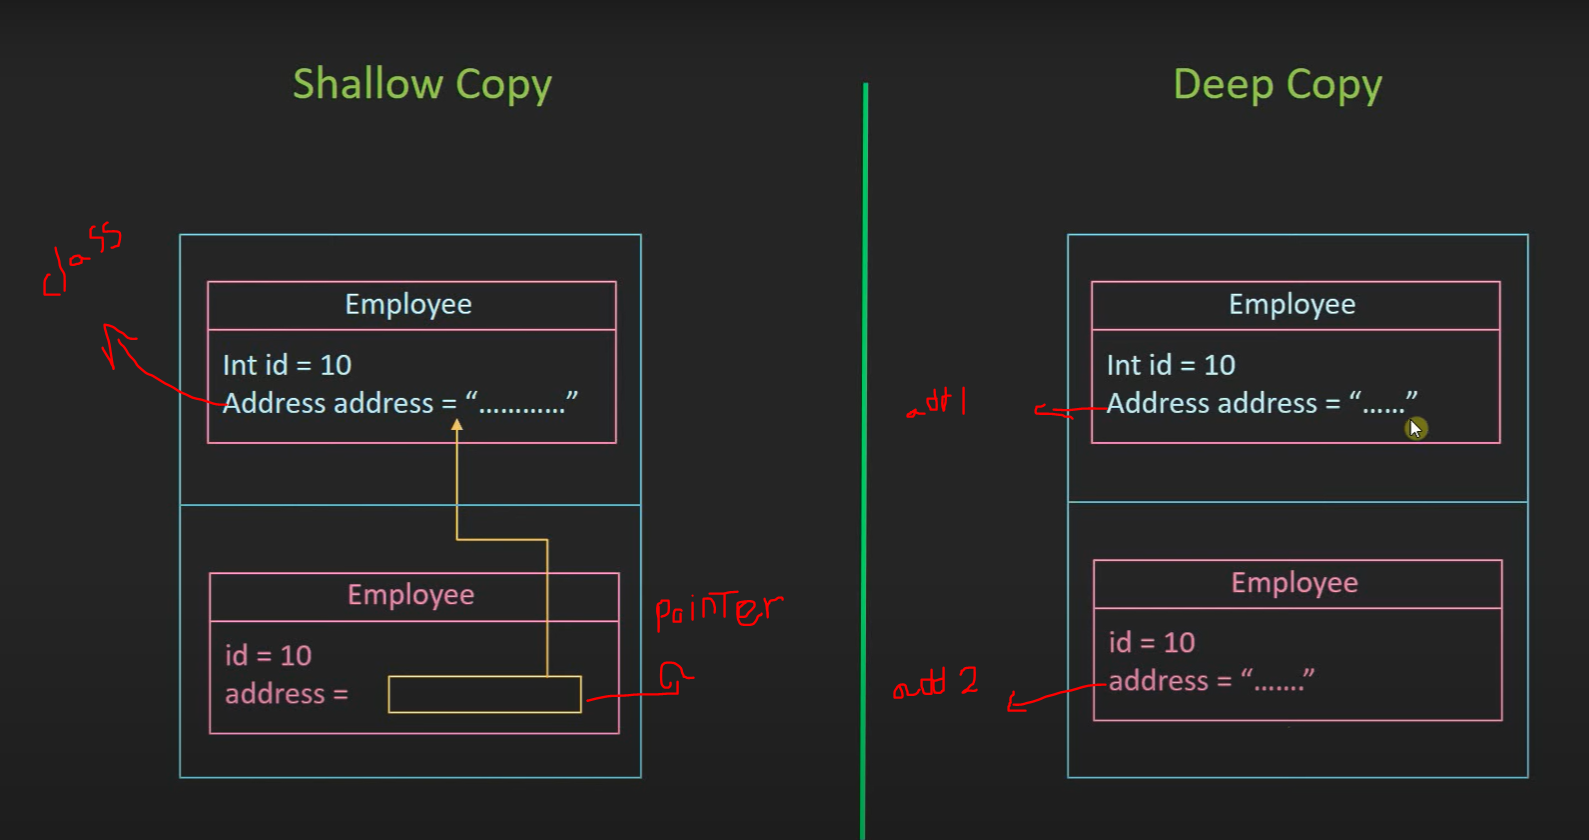 Shallow Copy
class
Employee
Int id = 10
Address address = “…………”
Employee
id = 10
address =
poinTer
Deep Copy
Employee
Int id = 10
Address address = “……”
add1
Employee
id = 10
address = “…….”
add 2